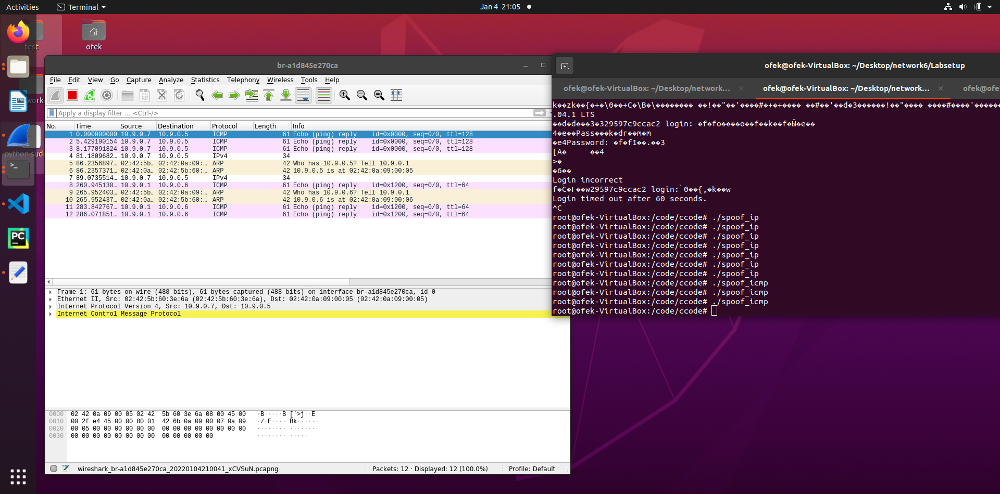 Activities
Terminal
Jan 4 21:05
test
ofek
br-a1d845e270ca
File Edit View Go Capture Analyze Statistics Telephony Wireless Tools Help
Apply a display filter … <Ctrl-/>
No. Time Source Destination Protocol Length Info
1 0.000000000 10.9.0.7 10.9.0.5 ICMP 61 Echo (ping) reply id=0x0000, seq=0/0, ttl=128
2 5.429190154 10.9.0.7 10.9.0.5 ICMP 61 Echo (ping) reply id=0x0000, seq=0/0, ttl=128
3 8.177091824 10.9.0.7 10.9.0.5 ICMP 61 Echo (ping) reply id=0x0000, seq=0/0, ttl=128
4 81.1809682… 10.9.0.7 10.9.0.5 IPv4 34
5 86.2356897… 02:42:5b… 02:42:0a:09:… ARP 42 Who has 10.9.0.5? Tell 10.9.0.1
6 86.2357371… 02:42:0a… 02:42:5b:60:… ARP 42 10.9.0.5 is at 02:42:0a:09:00:05
7 89.0735514… 10.9.0.7 10.9.0.5 IPv4 34
8 260.945130… 10.9.0.1 10.9.0.6 ICMP 61 Echo (ping) reply id=0x1200, seq=0/0, ttl=64
9 265.952403… 02:42:5b… 02:42:0a:09:… ARP 42 Who has 10.9.0.6? Tell 10.9.0.1
10 265.952437… 02:42:0a… 02:42:5b:60:… ARP 42 10.9.0.6 is at 02:42:0a:09:00:06
11 283.842767… 10.9.0.1 10.9.0.6 ICMP 61 Echo (ping) reply id=0x1200, seq=0/0, ttl=64
12 286.071851… 10.9.0.1 10.9.0.6 ICMP 61 Echo (ping) reply id=0x1200, seq=0/0, ttl=64
Frame 1: 61 bytes on wire (488 bits), 61 bytes captured (488 bits) on interface br-a1d845e270ca, id 0
Ethernet II, Src: 02:42:5b:60:3e:6a (02:42:5b:60:3e:6a), Dst: 02:42:0a:09:00:05 (02:42:0a:09:00:05)
Internet Protocol Version 4, Src: 10.9.0.7, Dst: 10.9.0.5
Internet Control Message Protocol
0000 02 42 0a 09 00 05 02 42 5b 60 3e 6a 08 00 45 00 ·B·····B [`>j··E·
0010 00 2f e4 45 00 00 80 01 42 6b 0a 09 00 07 0a 09 ·/·E···· Bk······
0020 00 05 00 00 00 00 00 00 00 00 00 00 00 00 00 00 ········ ········
0030 00 00 00 00 00 00 00 00 00 00 00 00 00 ········ ·····
wireshark_br-a1d845e270ca_20220104210041_xCVSuN.pcapng
Packets: 12 · Displayed: 12 (100.0%)
Profile: Default
python-sud
PC
ofek@ofek-VirtualBox: ~/Desktop/network6/Labsetup
ofek@ofek-VirtualBox: ~/Desktop/network…
ofek@ofek-VirtualBox: ~/Desktop/network…
ofek@ofe
.04.1 LTS
��d�d���3�329597c9ccac2 login: �f�fo����o��f��k��f�
4�e��Pass���k�dr��m�m
�e4Password: �f�f1��.��3
[A� ��4
>�
�6��
Login incorrect
29597c9ccac2 login:`0��{,�k��w
Login timed out after 60 seconds.
^C
root@ofek-VirtualBox:/code/ccode# ./spoof_ip
root@ofek-VirtualBox:/code/ccode# ./spoof_ip
root@ofek-VirtualBox:/code/ccode# ./spoof_ip
root@ofek-VirtualBox:/code/ccode# ./spoof_ip
root@ofek-VirtualBox:/code/ccode# ./spoof_ip
root@ofek-VirtualBox:/code/ccode# ./spoof_ip
root@ofek-VirtualBox:/code/ccode# ./spoof_ip
root@ofek-VirtualBox:/code/ccode# ./spoof_icmp
root@ofek-VirtualBox:/code/ccode# ./spoof_icmp
root@ofek-VirtualBox:/code/ccode# ./spoof_icmp
root@ofek-VirtualBox:/code/ccode#